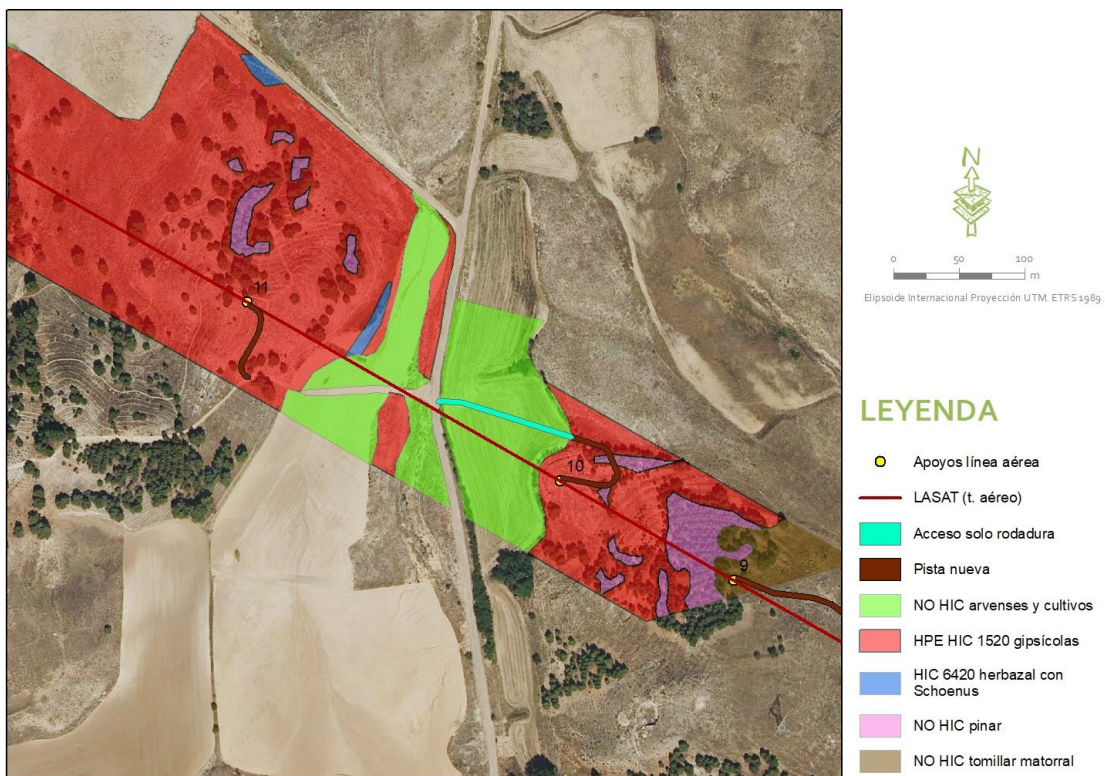 11
10
9
N
0 50 100
m
Elipsoide Internacional Proyección UTM. ETRS1989.
LEYENDA
Apoyos línea aérea
LASAT (t. aéreo)
Acceso solo rodadura
Pista nueva
NO HIC arvenses y cultivos
HPE HIC 1520 gipsícolas
HIC 6420 herbazal con
Schoenus
NO HIC pinar
NO HIC tomillar matorral